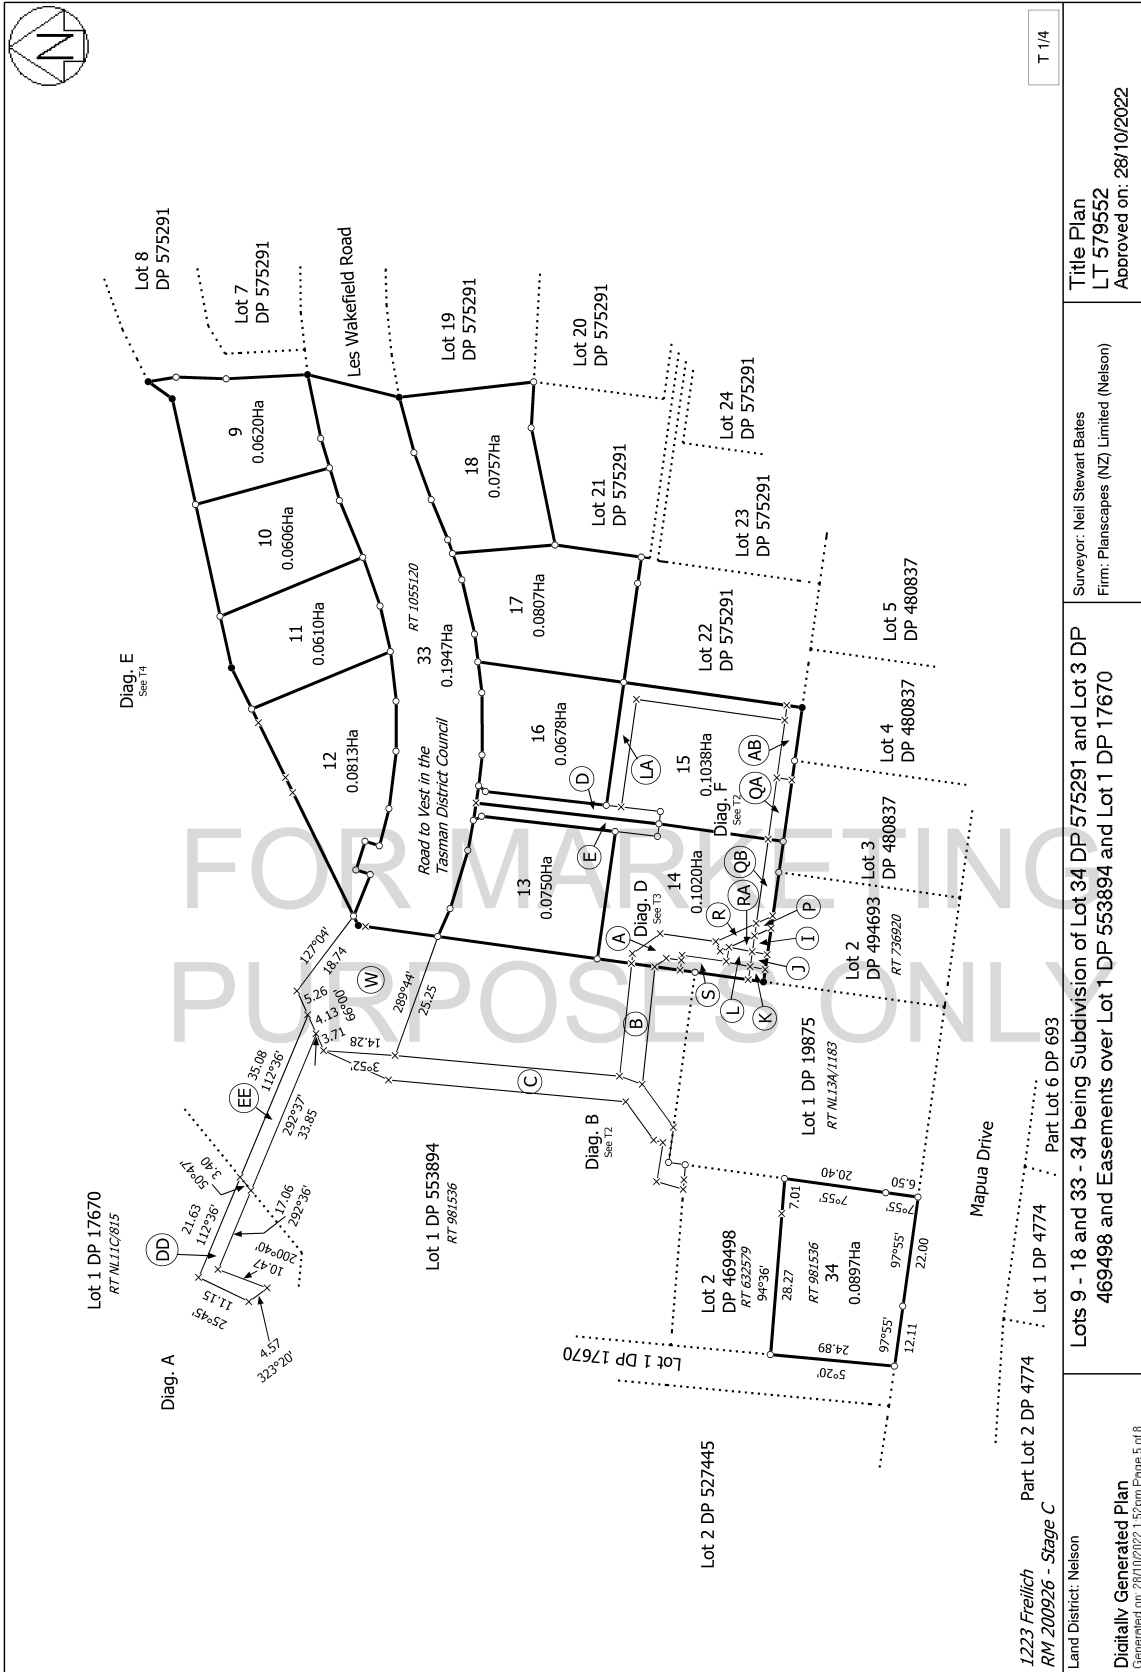 N
T 1/4
Diag. A
Lot 1 DP 17670
RT NL11C/815
DD
21.63
112°36'
50°47'
3.40
EE
35.08
112°36'
292°37'
33.85
17.06
292°36'
200°40'
10.47
11.15
25°45'
4.57
323°20'
127°04'
18.74
5.26
4.13
66°00'
3.71
14.28
3°52'
W
289°44'
25.25
C
Lot 1 DP 553894
RT 981536
Diag. B
See T2
Diag. E
See T4
Lot 8
DP 575291
Lot 7
DP 575291
Les Wakefield Road
Lot 19
DP 575291
Lot 20
DP 575291
Lot 24
DP 575291
Lot 21
DP 575291
Lot 23
DP 575291
Lot 22
DP 575291
Lot 5
DP 480837
Lot 4
DP 480837
Lot 3
DP 480837
Lot 2
DP 494693
RT 736920
9
0.0620Ha
10
0.0606Ha
11
0.0610Ha
12
0.0813Ha
RT 1055120
33
0.1947Ha
Road to Vest in the
Tasman District Council
18
0.0757Ha
17
0.0807Ha
16
0.0678Ha
13
0.0750Ha
15
0.1038Ha
14
0.1020Ha
Diag. F
See T2
Diag. D
See T3
D
E
LA
AB
QA
QB
RA
R
P
I
J
K
L
S
A
B
Lot 1 DP 19875
RT NL13A/1183
Lot 2
DP 469498
RT 632579
94°36'
28.27
7.01
RT 981536
34
0.0897Ha
20.40
7°55'
6.50
7°55'
97°55'
22.00
97°55'
12.11
24.89
5°20'
Lot 1 DP 17670
Lot 2 DP 527445
Mapua Drive
Part Lot 2 DP 4774
Lot 1 DP 4774
Part Lot 6 DP 693
1223 Freilich
RM 200926 - Stage C
FOR MARKETING
PURPOSES ONLY
Land District: Nelson
Digitally Generated Plan
Generated on: 28/10/2022 1:52pm Page 5 of 8
Lots 9 - 18 and 33 - 34 being Subdivision of Lot 34 DP 575291 and Lot 3 DP
469498 and Easements over Lot 1 DP 553894 and Lot 1 DP 17670
Surveyor: Neil Stewart Bates
Firm: Planscapes (NZ) Limited (Nelson)
Title Plan
LT 579552
Approved on: 28/10/2022